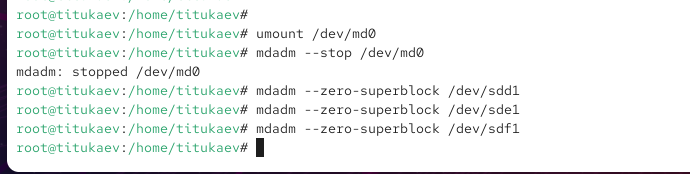 root@titukaev:/home/titukaev#
root@titukaev:/home/titukaev# umount /dev/md0
root@titukaev:/home/titukaev# mdadm --stop /dev/md0
mdadm: stopped /dev/md0
root@titukaev:/home/titukaev# mdadm --zero-superblock /dev/sdd1
root@titukaev:/home/titukaev# mdadm --zero-superblock /dev/sde1
root@titukaev:/home/titukaev# mdadm --zero-superblock /dev/sdf1
root@titukaev:/home/titukaev#